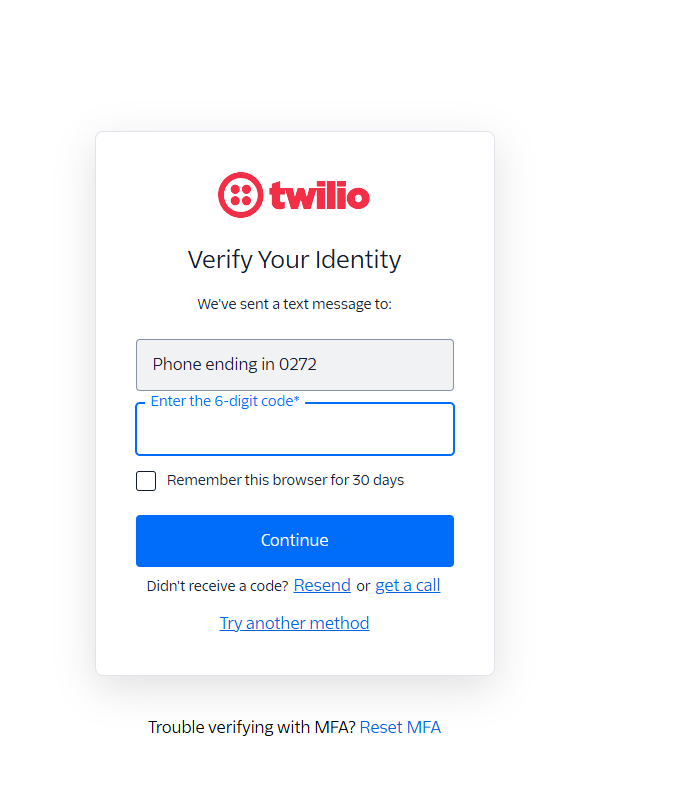 twilio
Verify Your Identity
We've sent a text message to:
Phone ending in 0272
Enter the 6-digit code*
Remember this browser for 30 days
Continue
Didn't receive a code? Resend or get a call
Try another method
Trouble verifying with MFA? Reset MFA